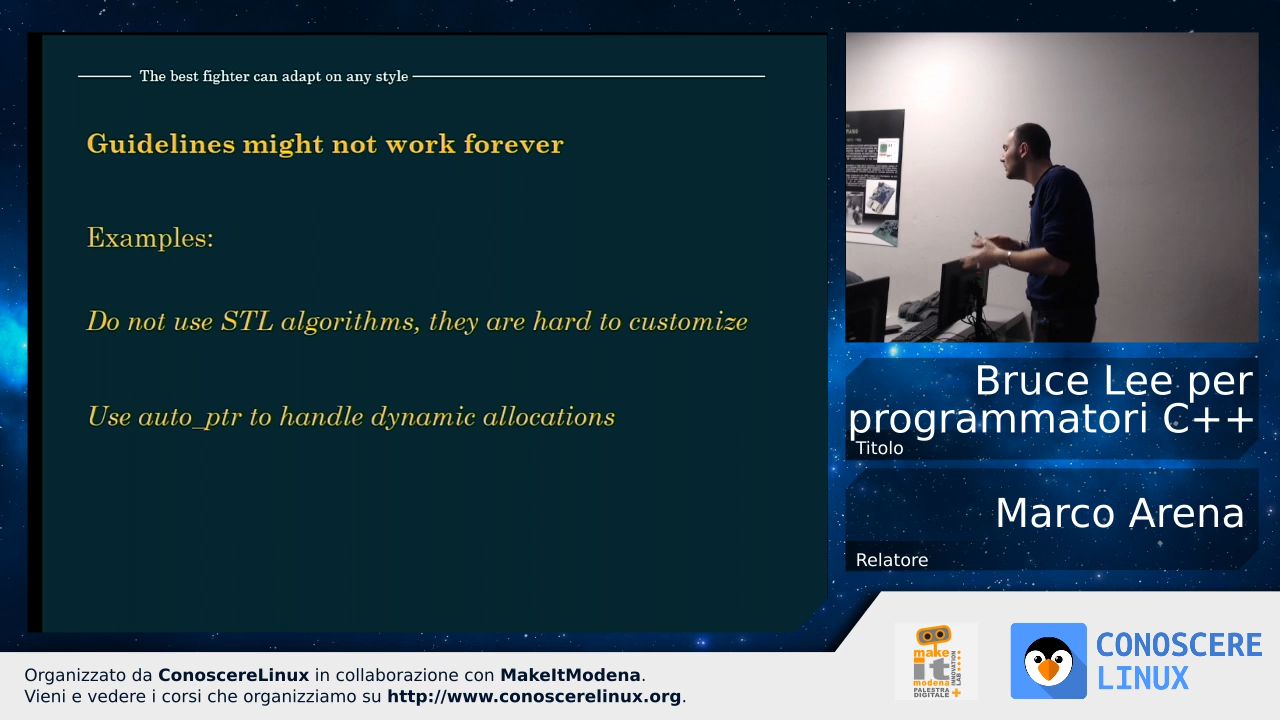 The best fighter can adapt on any style
Guidelines might not work forever
Examples:
Do not use STL algorithms, they are hard to customize
Use auto_ptr to handle dynamic allocations
Bruce Lee per
programmatori C++
Titolo
Marco Arena
Relatore
Organizzato da ConoscereLinux in collaborazione con MakeItModena.
Vieni e vedere i corsi che organizziamo su http://www.conoscerelinux.org.
make
it
modena
PALESTRA
DIGITALE
INNOVATION
LAB
CONOSCERE
LINUX